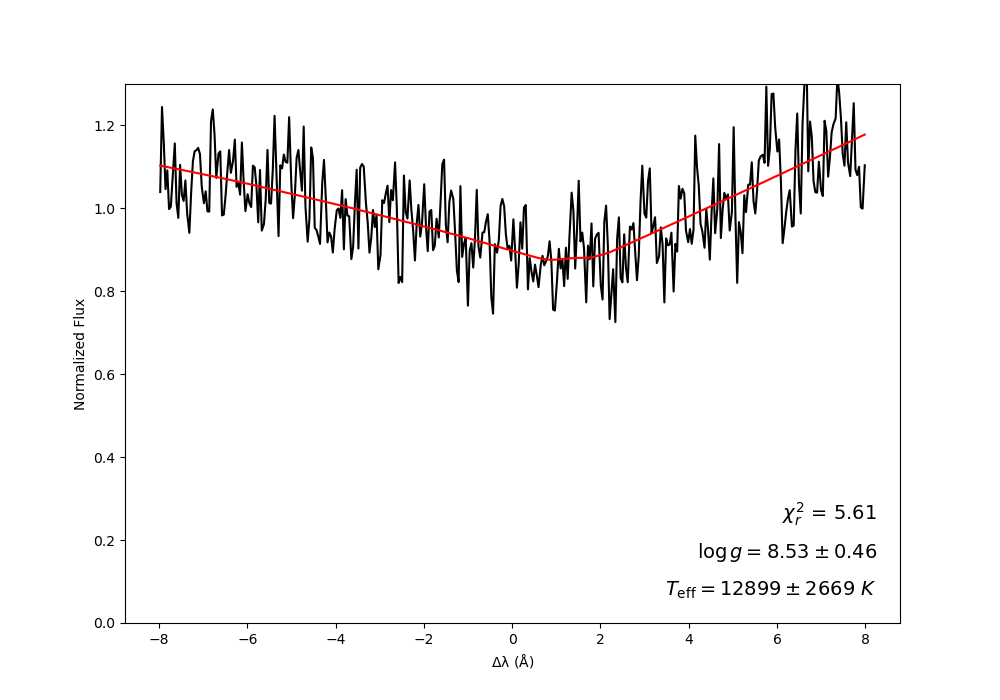 1.2
1.0
0.8
0.6
0.4
0.2
0.0
Normalized Flux
χ²ᵣ = 5.61
log g = 8.53 ± 0.46
T_eff = 12899 ± 2669 K
−8 −6 −4 −2 0 2 4 6 8
Δλ (Å)